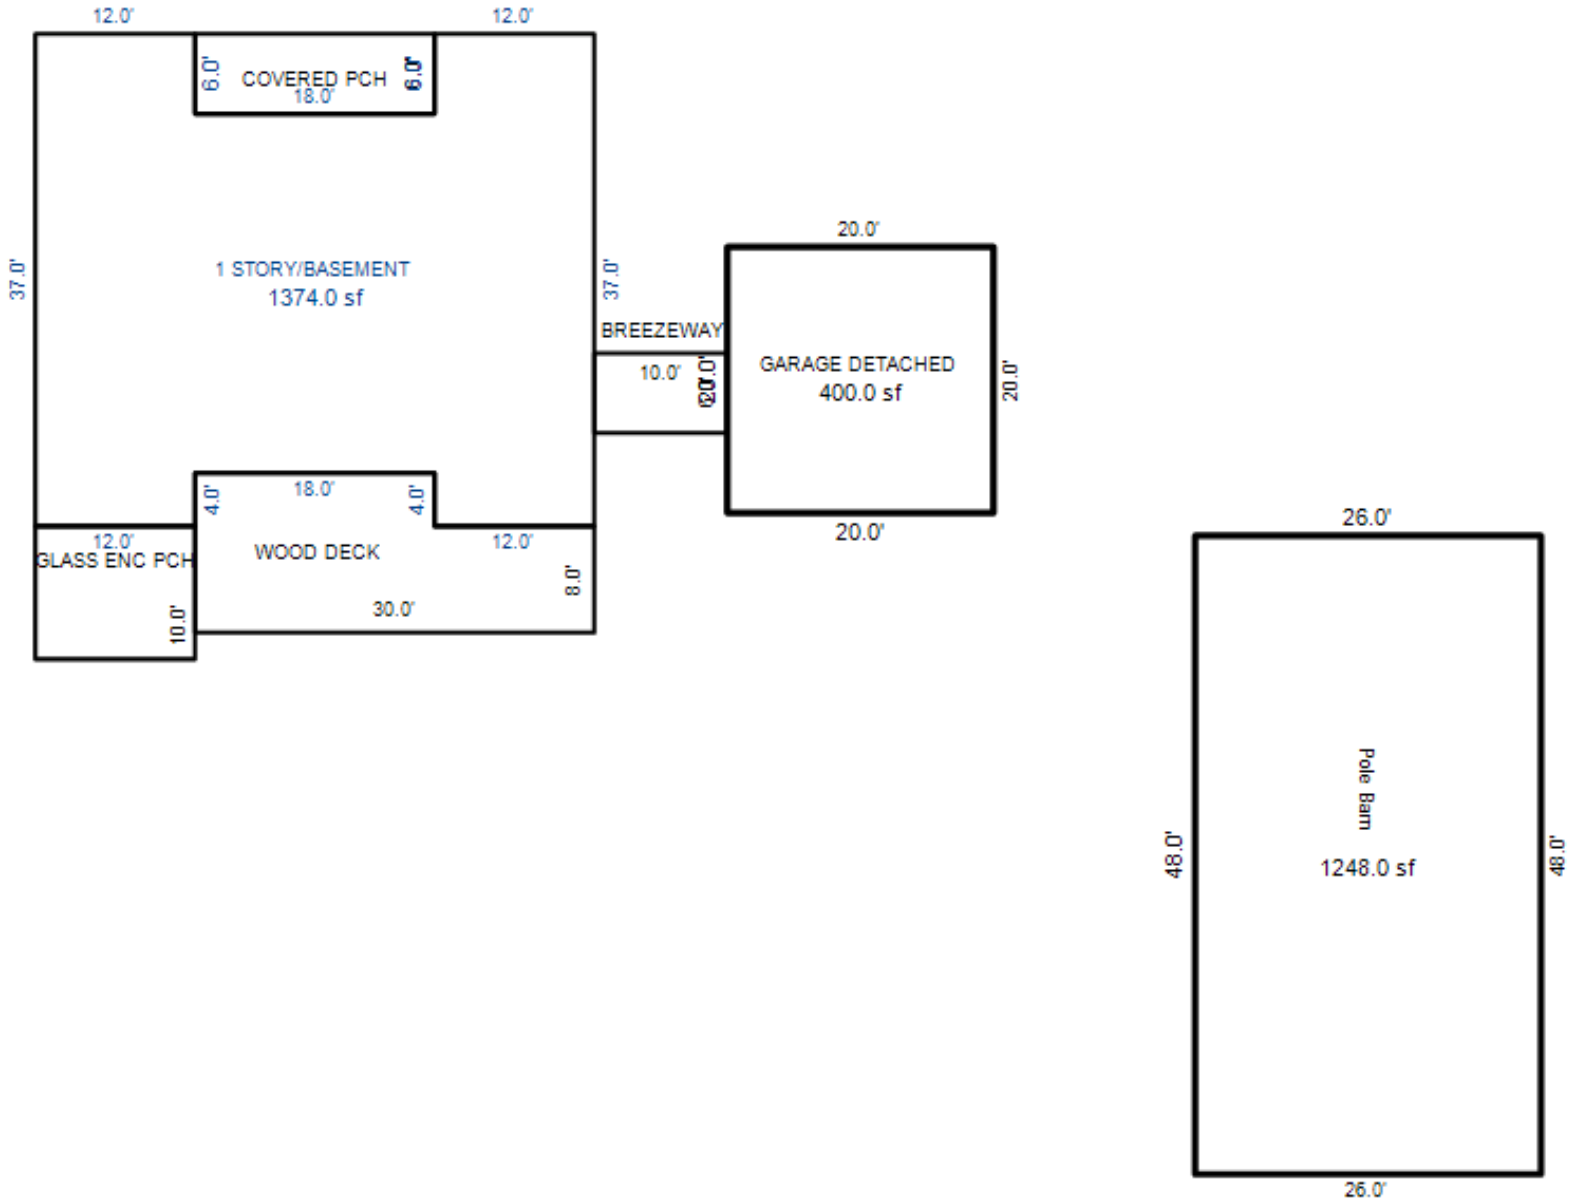 12.0'
12.0'
6.0'
COVERED PCH
6.0'
18.0'
37.0'
1 STORY/BASEMENT
1374.0 sf
37.0'
20.0'
BREEZEWAY
10.0'
GARAGE DETACHED
400.0 sf
20.0'
20.0'
4.0'
18.0'
4.0'
12.0'
GLASS ENC PCH
WOOD DECK
12.0'
8.0'
10.0'
30.0'
26.0'
Pole Barn
48.0'
1248.0 sf
48.0'
26.0'